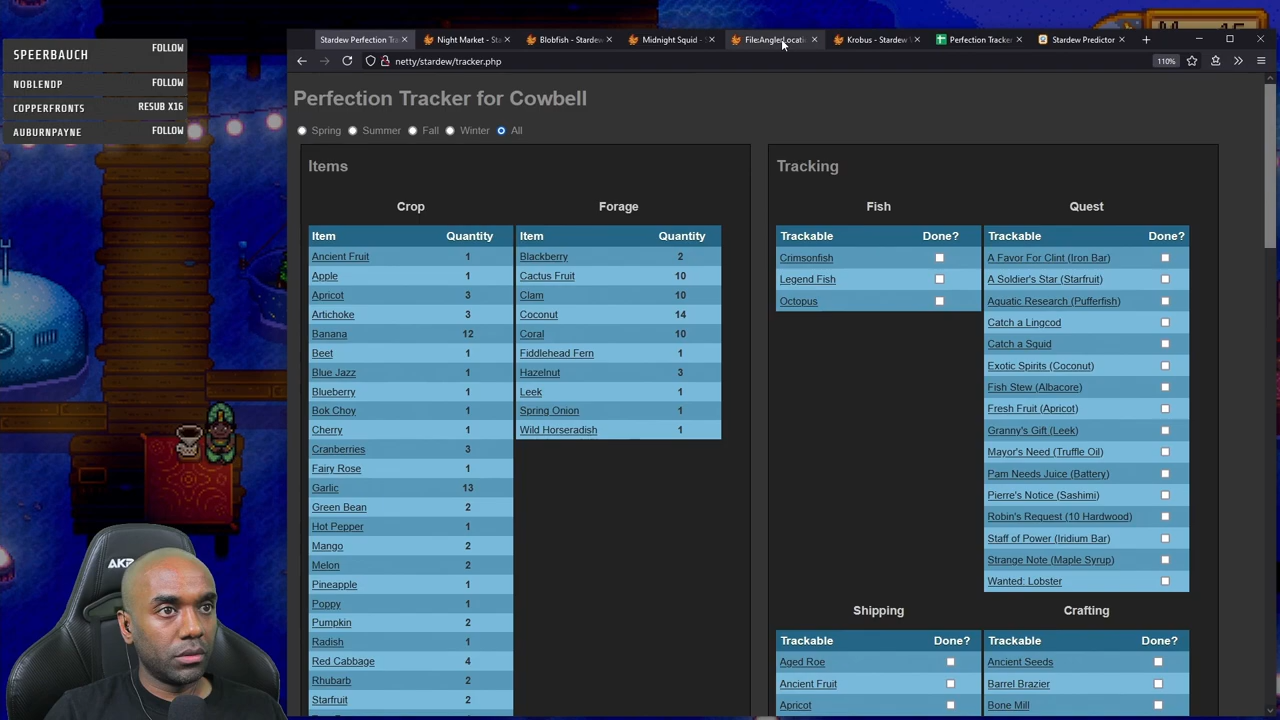 SPEERBAUCH FOLLOW
NOBLENDP FOLLOW
COPPERFRONTS RESUB X16
AUBURNPAYNE FOLLOW
Stardew Perfection Tra
Night Market - Sta
Blobfish - Stardew
Midnight Squid -
Krobus - Stardew
Perfection Tracker
Stardew Predictor
netty/stardew/tracker.php
110%
Perfection Tracker for Cowbell
Spring Summer Fall Winter All
Items
Crop
Item Quantity
Ancient Fruit 1
Apple 1
Apricot 3
Artichoke 3
Banana 12
Beet 1
Blue Jazz 1
Blueberry 1
Bok Choy 1
Cherry 1
Cranberries 3
Fairy Rose 1
Garlic 13
Green Bean 2
Hot Pepper 1
Mango 2
Melon 2
Pineapple 1
Poppy 1
Pumpkin 2
Radish 1
Red Cabbage 4
Rhubarb 2
Starfruit 2
Forage
Item Quantity
Blackberry 2
Cactus Fruit 10
Clam 10
Coconut 14
Coral 10
Fiddlehead Fern 1
Hazelnut 3
Leek 1
Spring Onion 1
Wild Horseradish 1
Tracking
Fish
Trackable Done?
Crimsonfish
Legend Fish
Octopus
Quest
Trackable Done?
A Favor For Clint (Iron Bar)
A Soldier's Star (Starfruit)
Aquatic Research (Pufferfish)
Catch a Lingcod
Catch a Squid
Exotic Spirits (Coconut)
Fish Stew (Albacore)
Fresh Fruit (Apricot)
Granny's Gift (Leek)
Mayor's Need (Truffle Oil)
Pam Needs Juice (Battery)
Pierre's Notice (Sashimi)
Robin's Request (10 Hardwood)
Staff of Power (Iridium Bar)
Strange Note (Maple Syrup)
Wanted: Lobster
Shipping
Trackable Done?
Aged Roe
Ancient Fruit
Apricot
Crafting
Trackable Done?
Ancient Seeds
Barrel Brazier
Bone Mill